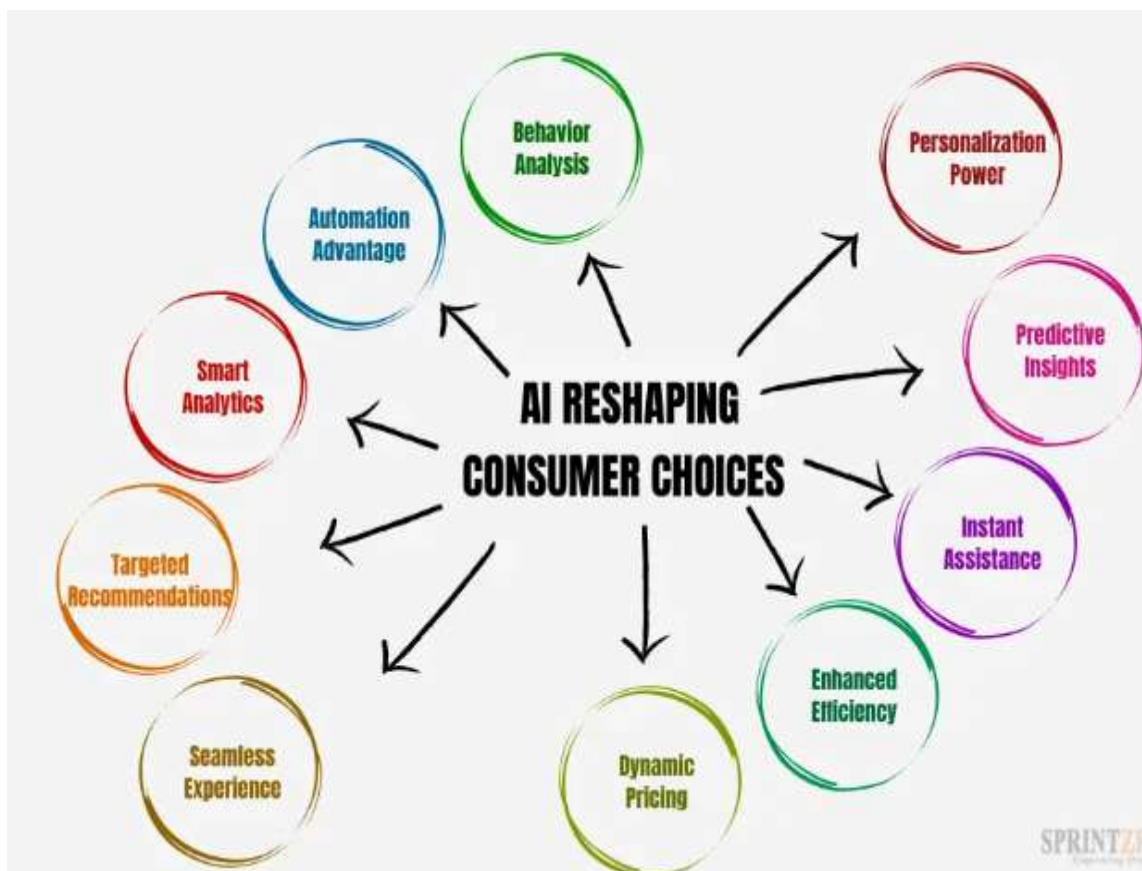 Behavior
Analysis
Personalization
Power
Automation
Advantage
Predictive
Insights
Smart
Analytics
AI RESHAPING
CONSUMER CHOICES
Instant
Assistance
Targeted
Recommendations
Enhanced
Efficiency
Seamless
Experience
Dynamic
Pricing